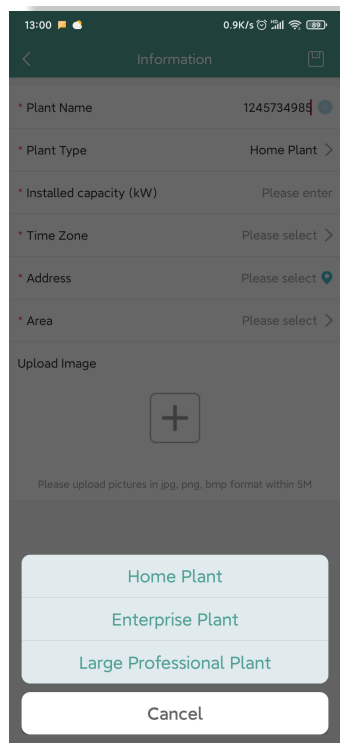 13:00 0.9K/s 89
Information
* Plant Name 1245734985
* Plant Type Home Plant
* Installed capacity (kW) Please enter
* Time Zone Please select
* Address Please select
* Area Please select
Upload Image
Please upload pictures in jpg, png, bmp format within 5M
Home Plant
Enterprise Plant
Large Professional Plant
Cancel